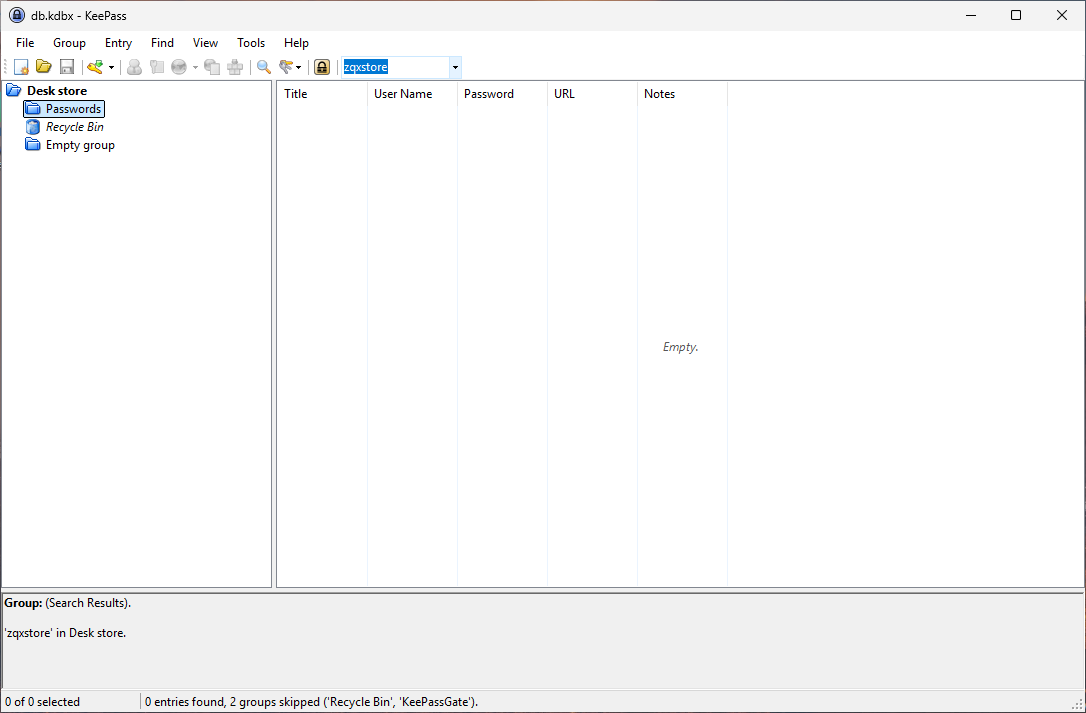 db.kdbx - KeePass
File Group Entry Find View Tools Help
zqxstore
Desk store
Passwords
Recycle Bin
Empty group
Title User Name Password URL Notes
Empty.
Group: (Search Results).
'zqxstore' in Desk store.
0 of 0 selected 0 entries found, 2 groups skipped ('Recycle Bin', 'KeePassGate').